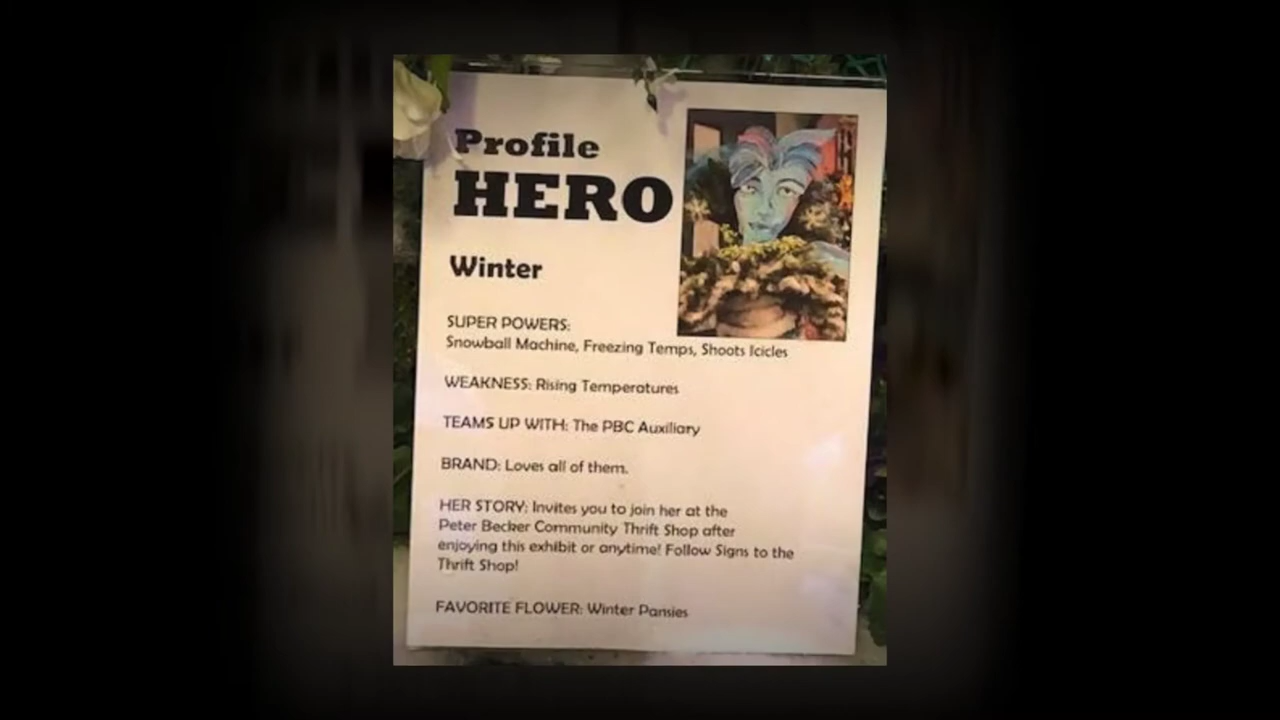 Profile
HERO
Winter
SUPER POWERS:
Snowball Machine, Freezing Temps, Shoots Icicles
WEAKNESS: Rising Temperatures
TEAMS UP WITH: The PBC Auxiliary
BRAND: Loves all of them.
HER STORY: Invites you to join her at the
Peter Becker Community Thrift Shop after
enjoying this exhibit or anytime! Follow Signs to the
Thrift Shop!
FAVORITE FLOWER: Winter Pansies